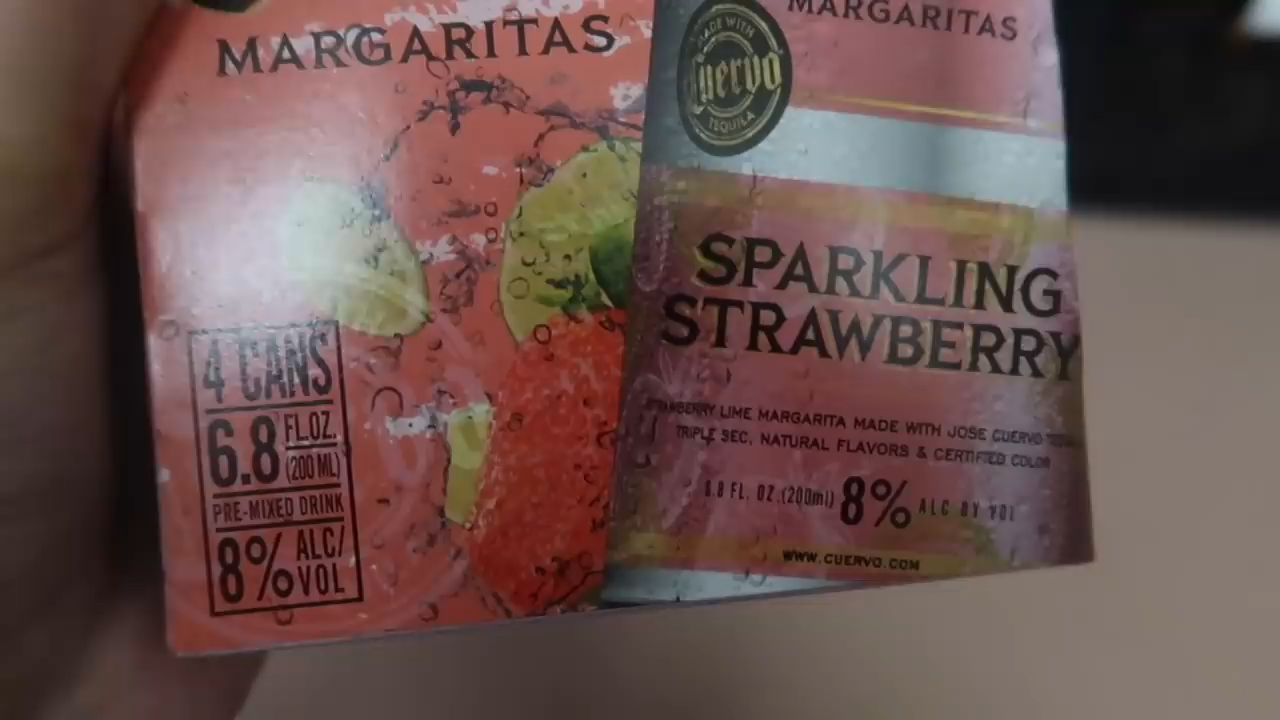 MARGARITAS
4 CANS
6.8 FL.OZ.
(200 ML)
PRE-MIXED DRINK
8% ALC/
VOL
MARGARITAS
MADE WITH
Cuervo
TEQUILA
SPARKLING
STRAWBERRY
STRAWBERRY LIME MARGARITA MADE WITH JOSE CUERVO
TRIPLE SEC, NATURAL FLAVORS & CERTIFIED COLOR
6.8 FL. OZ.(200ml) 8% ALC BY VOL
WWW.CUERVO.COM